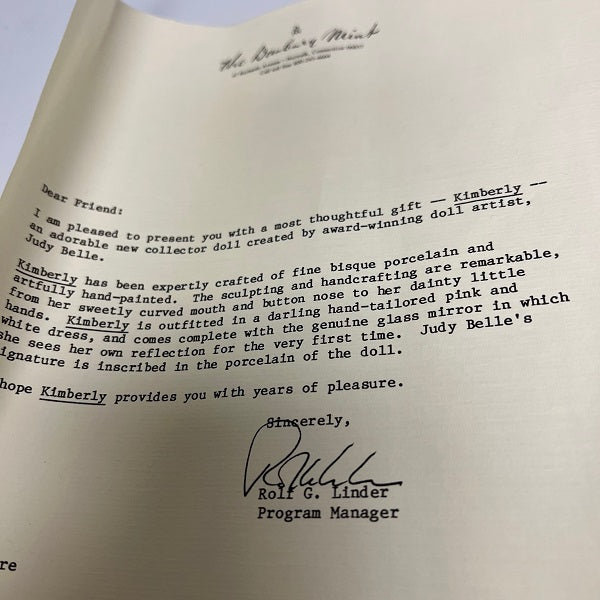 The Danbury Mint
Dear Friend:
I am pleased to present you with a most thoughtful gift -- Kimberly --
an adorable new collector doll created by award-winning doll artist,
Judy Belle.
Kimberly has been expertly crafted of fine bisque porcelain and
artfully hand-painted. The sculpting and handcrafting are remarkable,
from her sweetly curved mouth and button nose to her dainty little
hands. Kimberly is outfitted in a darling hand-tailored pink and
white dress, and comes complete with the genuine glass mirror in which
she sees her own reflection for the very first time. Judy Belle's
ignature is inscribed in the porcelain of the doll.
hope Kimberly provides you with years of pleasure.
Sincerely,
Rolf G. Linder
Program Manager
re